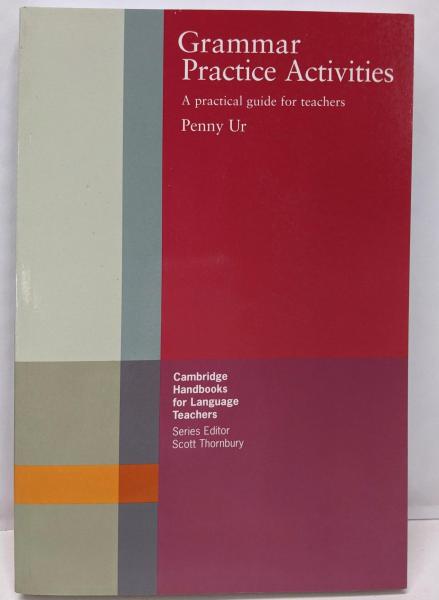 Grammar
Practice Activities
A practical guide for teachers
Penny Ur
Cambridge
Handbooks
for Language
Teachers
Series Editor
Scott Thornbury